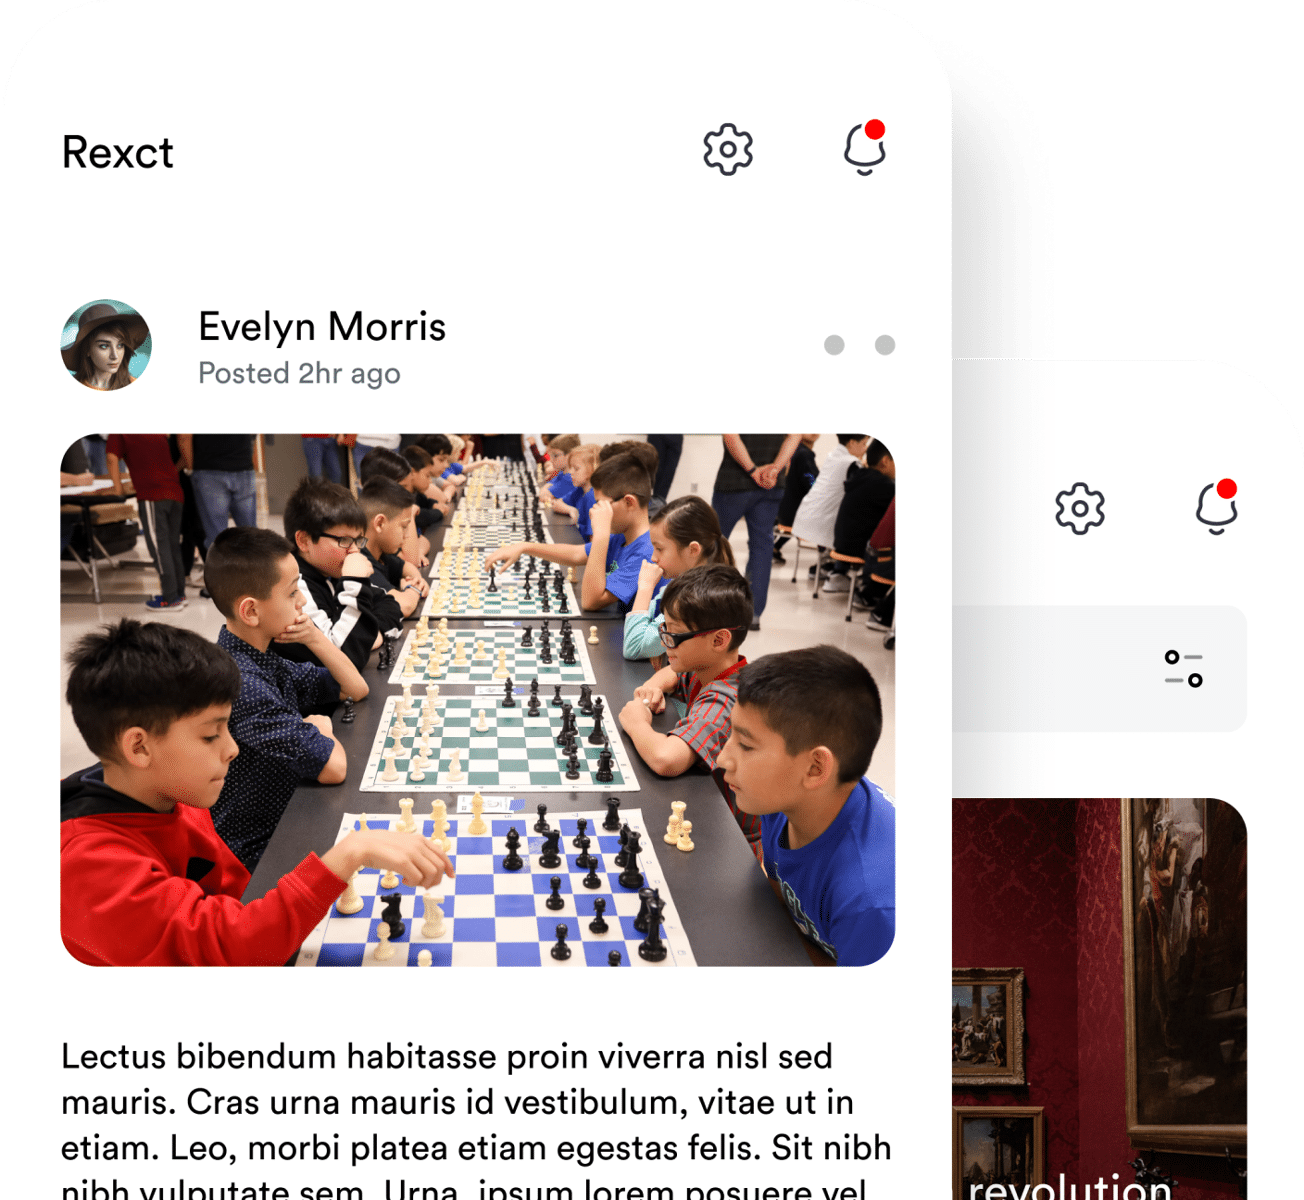 Rexct
Evelyn Morris
Posted 2hr ago
Lectus bibendum habitasse proin viverra nisl sed
mauris. Cras urna mauris id vestibulum, vitae ut in
etiam. Leo, morbi platea etiam egestas felis. Sit nibh
nibh vulputate sem. Urna, ipsum lorem posuere vel
revolution